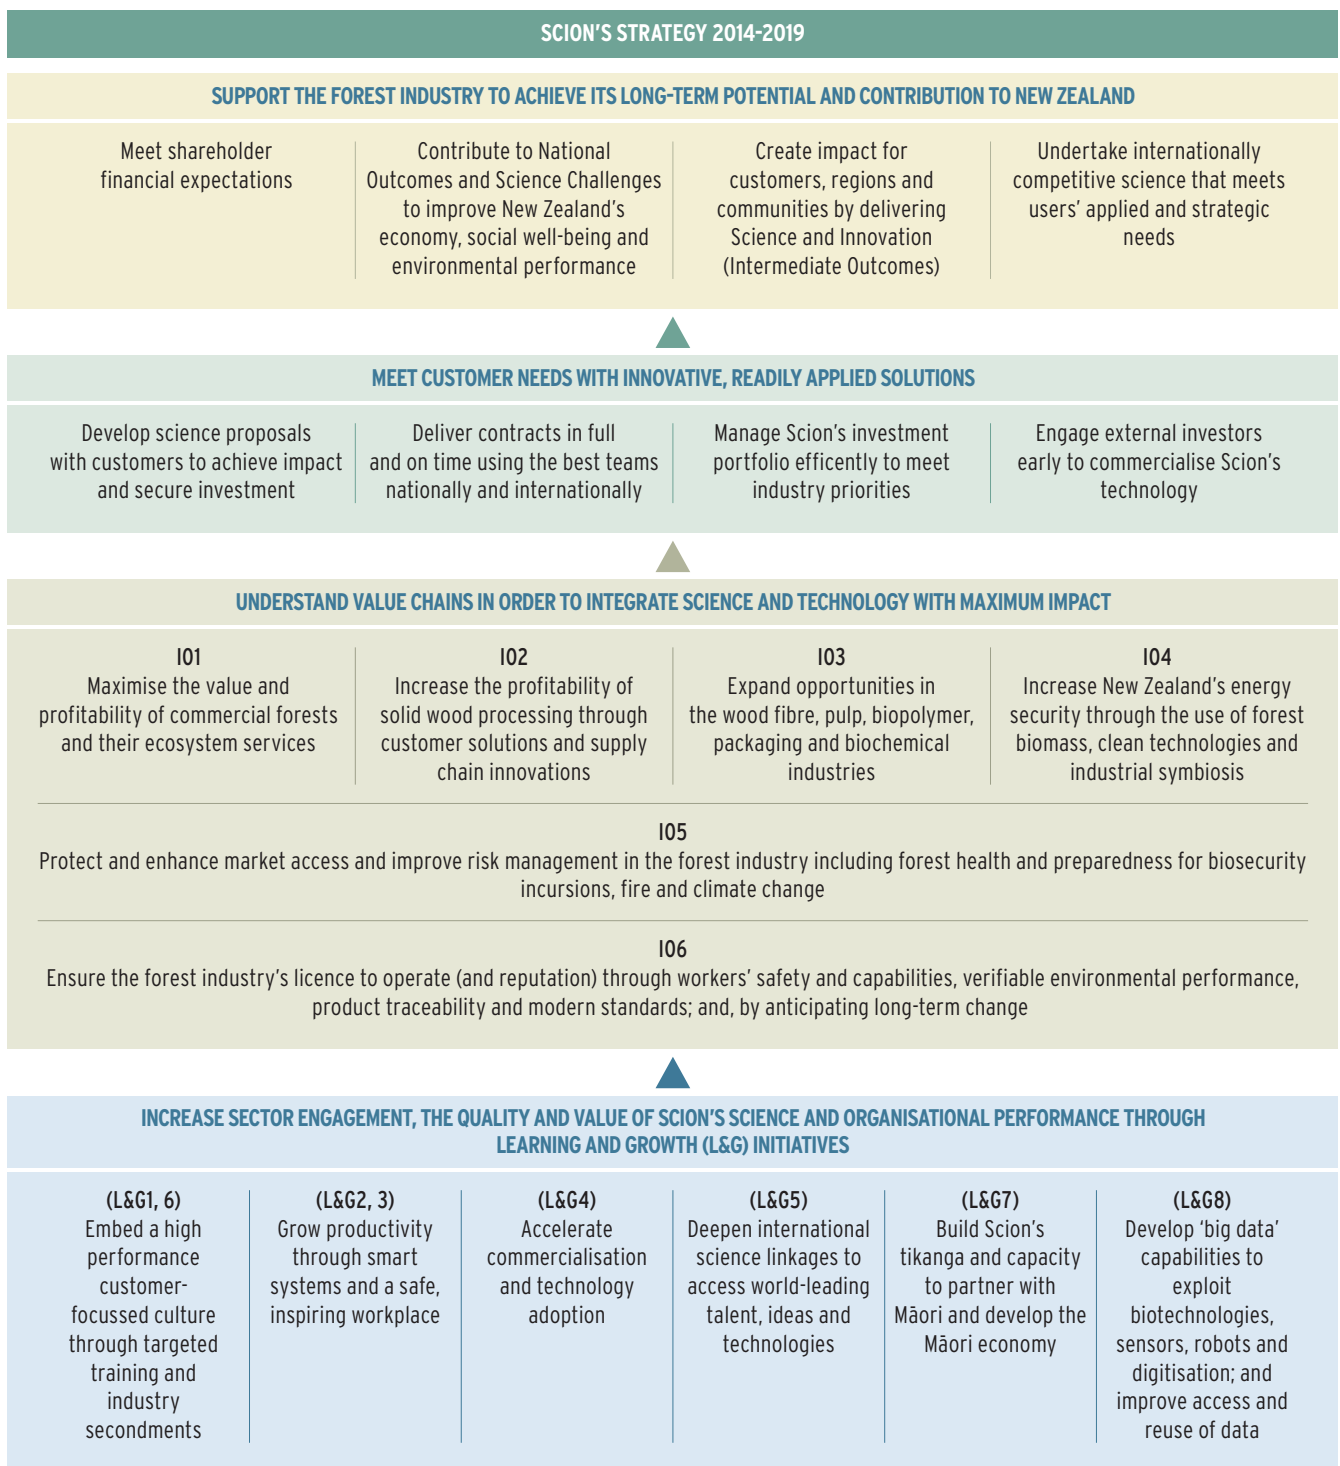 SCION'S STRATEGY 2014-2019
SUPPORT THE FOREST INDUSTRY TO ACHIEVE ITS LONG-TERM POTENTIAL AND CONTRIBUTION TO NEW ZEALAND
Meet shareholder
financial expectations
Contribute to National
Outcomes and Science Challenges
to improve New Zealand's
economy, social well-being and
environmental performance
Create impact for
customers, regions and
communities by delivering
Science and Innovation
(Intermediate Outcomes)
Undertake internationally
competitive science that meets
users' applied and strategic
needs
MEET CUSTOMER NEEDS WITH INNOVATIVE, READILY APPLIED SOLUTIONS
Develop science proposals
with customers to achieve impact
and secure investment
Deliver contracts in full
and on time using the best teams
nationally and internationally
Manage Scion's investment
portfolio efficently to meet
industry priorities
Engage external investors
early to commercialise Scion's
technology
UNDERSTAND VALUE CHAINS IN ORDER TO INTEGRATE SCIENCE AND TECHNOLOGY WITH MAXIMUM IMPACT
IO1
Maximise the value and
profitability of commercial forests
and their ecosystem services
IO2
Increase the profitability of
solid wood processing through
customer solutions and supply
chain innovations
IO3
Expand opportunities in
the wood fibre, pulp, biopolymer,
packaging and biochemical
industries
IO4
Increase New Zealand's energy
security through the use of forest
biomass, clean technologies and
industrial symbiosis
IO5
Protect and enhance market access and improve risk management in the forest industry including forest health and preparedness for biosecurity
incursions, fire and climate change
IO6
Ensure the forest industry's licence to operate (and reputation) through workers' safety and capabilities, verifiable environmental performance,
product traceability and modern standards; and, by anticipating long-term change
INCREASE SECTOR ENGAGEMENT, THE QUALITY AND VALUE OF SCION'S SCIENCE AND ORGANISATIONAL PERFORMANCE THROUGH
LEARNING AND GROWTH (L&G) INITIATIVES
(L&G1, 6)
Embed a high
performance
customer-
focussed culture
through targeted
training and
industry
secondments
(L&G2, 3)
Grow productivity
through smart
systems and a safe,
inspiring workplace
(L&G4)
Accelerate
commercialisation
and technology
adoption
(L&G5)
Deepen international
science linkages to
access world-leading
talent, ideas and
technologies
(L&G7)
Build Scion's
tikanga and capacity
to partner with
Māori and develop the
Māori economy
(L&G8)
Develop 'big data'
capabilities to
exploit
biotechnologies,
sensors, robots and
digitisation; and
improve access and
reuse of data